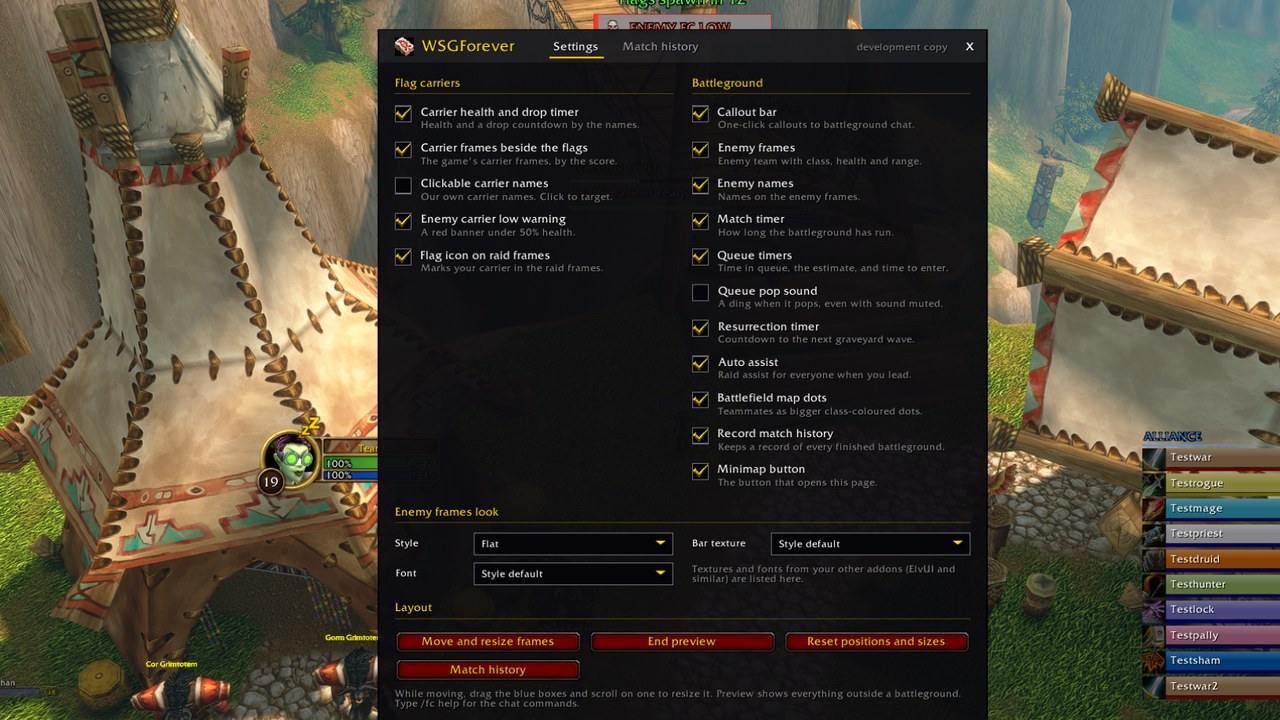 Flags spawn in 12
ENEMY FC LOW
WSGForever
Settings
Match history
development copy
X
Flag carriers
Carrier health and drop timer
Health and a drop countdown by the names.
Carrier frames beside the flags
The game's carrier frames, by the score.
Clickable carrier names
Our own carrier names. Click to target.
Enemy carrier low warning
A red banner under 50% health.
Flag icon on raid frames
Marks your carrier in the raid frames.
Battleground
Callout bar
One-click callouts to battleground chat.
Enemy frames
Enemy team with class, health and range.
Enemy names
Names on the enemy frames.
Match timer
How long the battleground has run.
Queue timers
Time in queue, the estimate, and time to enter.
Queue pop sound
A ding when it pops, even with sound muted.
Resurrection timer
Countdown to the next graveyard wave.
Auto assist
Raid assist for everyone when you lead.
Battlefield map dots
Teammates as bigger class-coloured dots.
Record match history
Keeps a record of every finished battleground.
Minimap button
The button that opens this page.
Enemy frames look
Style
Flat
Bar texture
Style default
Font
Style default
Textures and fonts from your other addons (ElvUI and
similar) are listed here.
Layout
Move and resize frames
End preview
Reset positions and sizes
Match history
While moving, drag the blue boxes and scroll on one to resize it. Preview shows everything outside a battleground.
Type /fc help for the chat commands.
zZ
100%
100%
19
Gorm Grimtote
Cor Grimtotem
ALLIANCE
Testwar
Testrogue
Testmage
Testpriest
Testdruid
Testhunter
Testlock
Testpally
Testsham
Testwar2